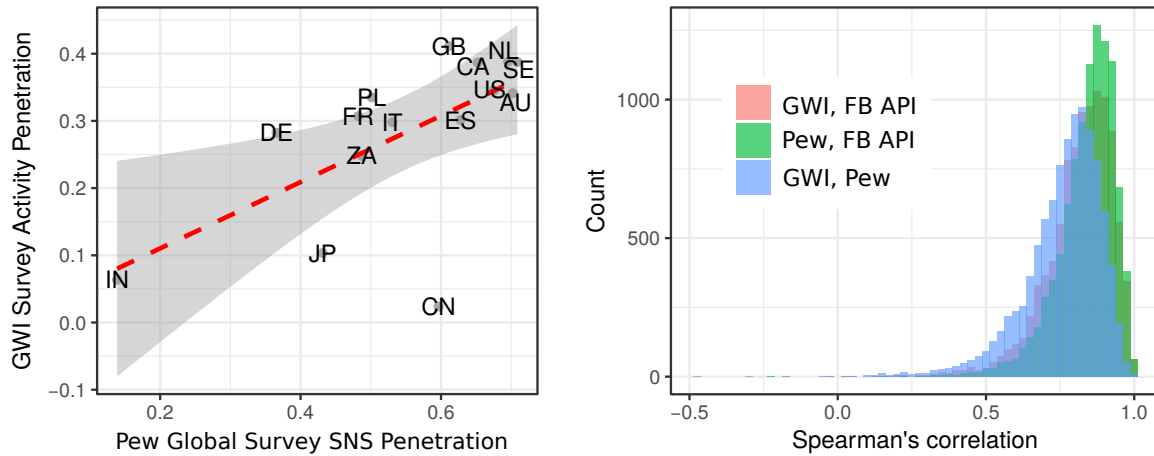 GWI Survey Activity Penetration
0.4
0.3
0.2
0.1
0.0
−0.1
GB
NL
CA
SE
US
AU
PL
FR
IT
ES
DE
ZA
JP
IN
CN
0.2
0.4
0.6
Pew Global Survey SNS Penetration
Count
1000
500
0
GWI, FB API
Pew, FB API
GWI, Pew
−0.5
0.0
0.5
1.0
Spearman's correlation